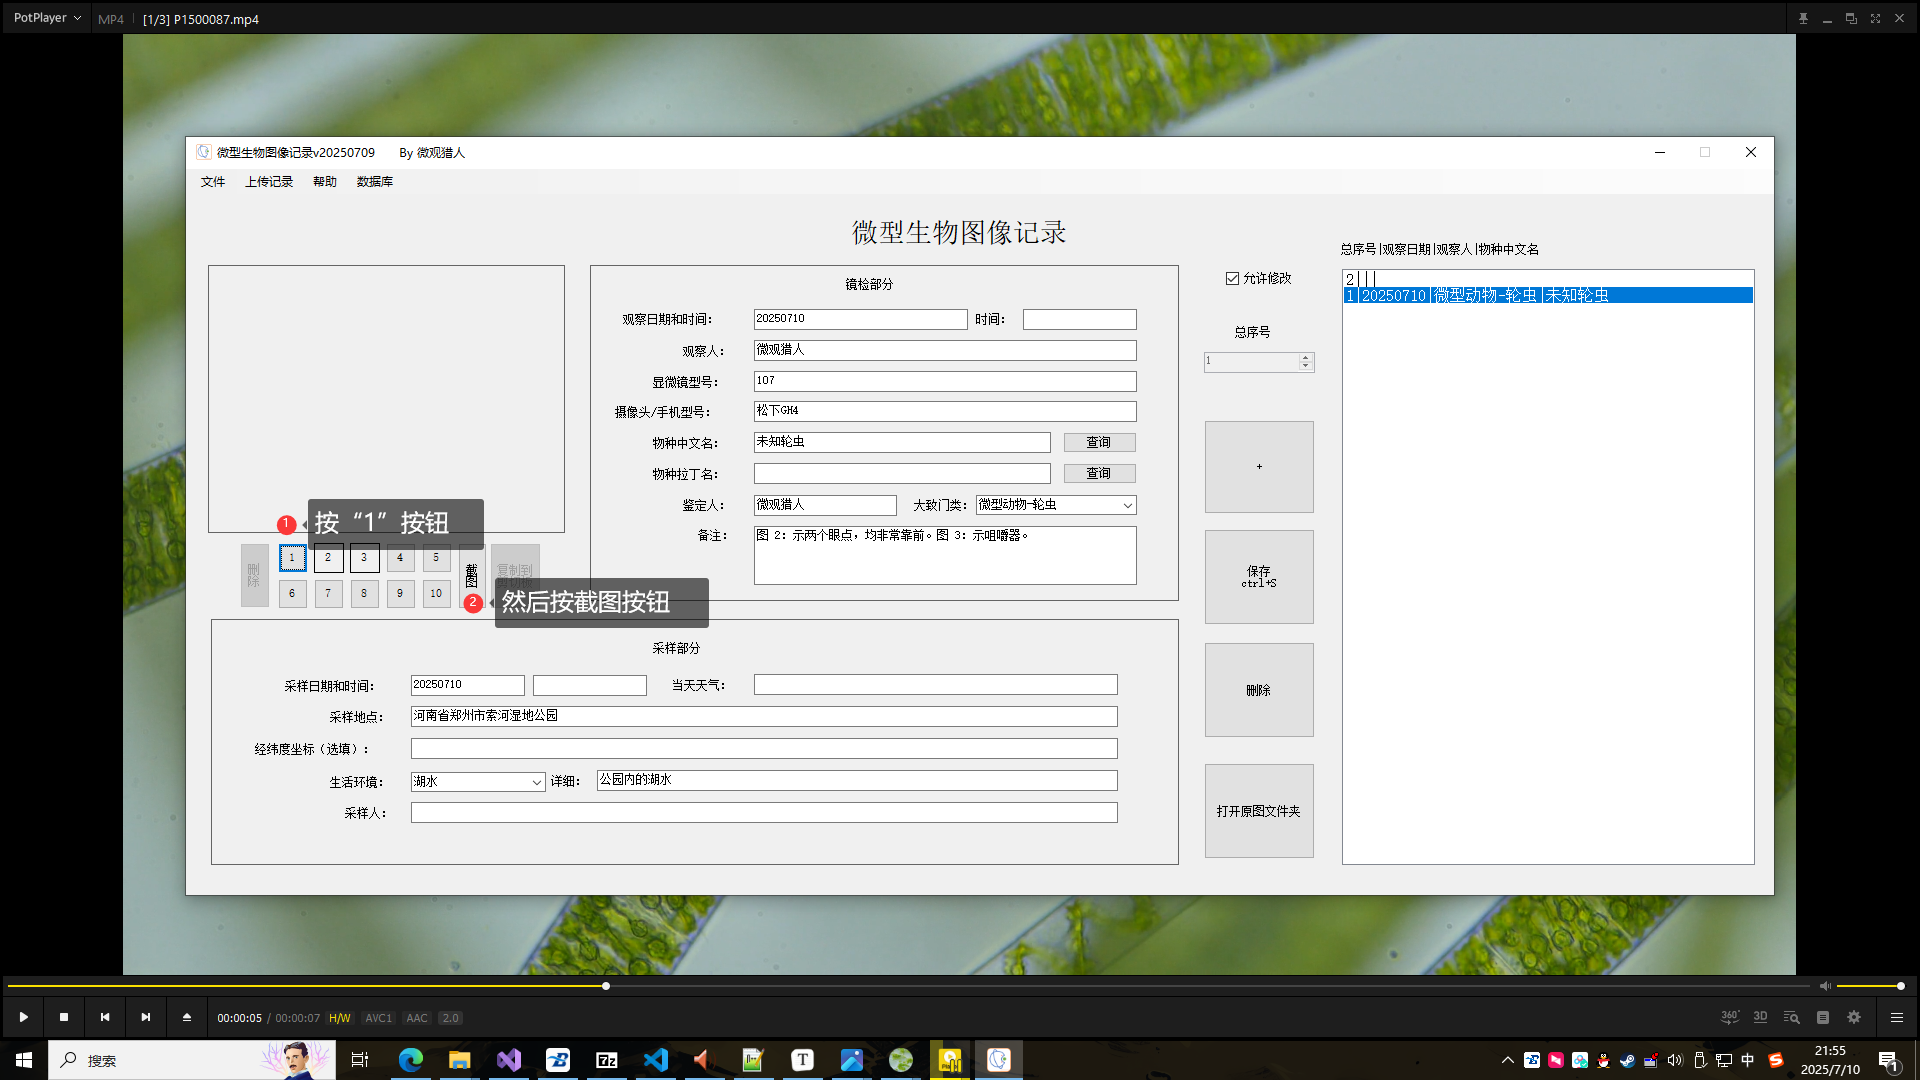 PotPlayer
MP4
[1/3] P1500087.mp4
微型生物图像记录v20250709 By 微观猎人
文件 上传记录 帮助 数据库
微型生物图像记录
总序号|观察日期|观察人|物种中文名
2| | |
1|20250710|微型动物-轮虫|未知轮虫
镜检部分
观察日期和时间： 20250710 时间：
观察人： 微观猎人
显微镜型号： 107
摄像头/手机型号： 松下GH4
物种中文名： 未知轮虫 查询
物种拉丁名： 查询
鉴定人： 微观猎人 大致门类： 微型动物-轮虫
备注： 图 2：示两个眼点，均非常靠前。图 3：示咀嚼器。
允许修改
总序号
1
+
保存
ctrl+S
删除
打开原图文件夹
1 按“1”按钮
删除
1 2 3 4 5
6 7 8 9 10
截图
2 然后按截图按钮
采样部分
采样日期和时间： 20250710 当天天气：
采样地点： 河南省郑州市索河湿地公园
经纬度坐标（选填）：
生活环境： 湖水 详细： 公园内的湖水
采样人：
00:00:05 / 00:00:07 H/W AVC1 AAC 2.0
360° 3D
搜索
7z
T
中
21:55
2025/7/10
1